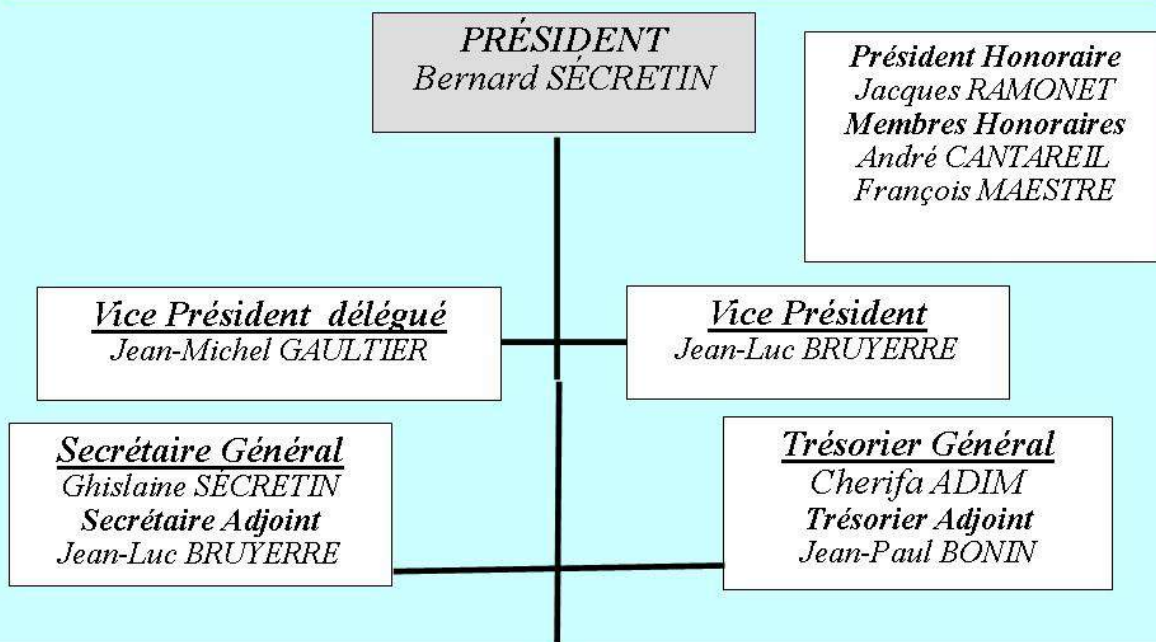 PRÉSIDENT
Bernard SÉCRETIN
Président Honoraire
Jacques RAMONET
Membres Honoraires
André CANTAREIL
François MAESTRE
Vice Président délégué
Jean-Michel GAULTIER
Vice Président
Jean-Luc BRUYERRE
Secrétaire Général
Ghislaine SÉCRETIN
Secrétaire Adjoint
Jean-Luc BRUYERRE
Trésorier Général
Cherifa ADIM
Trésorier Adjoint
Jean-Paul BONIN